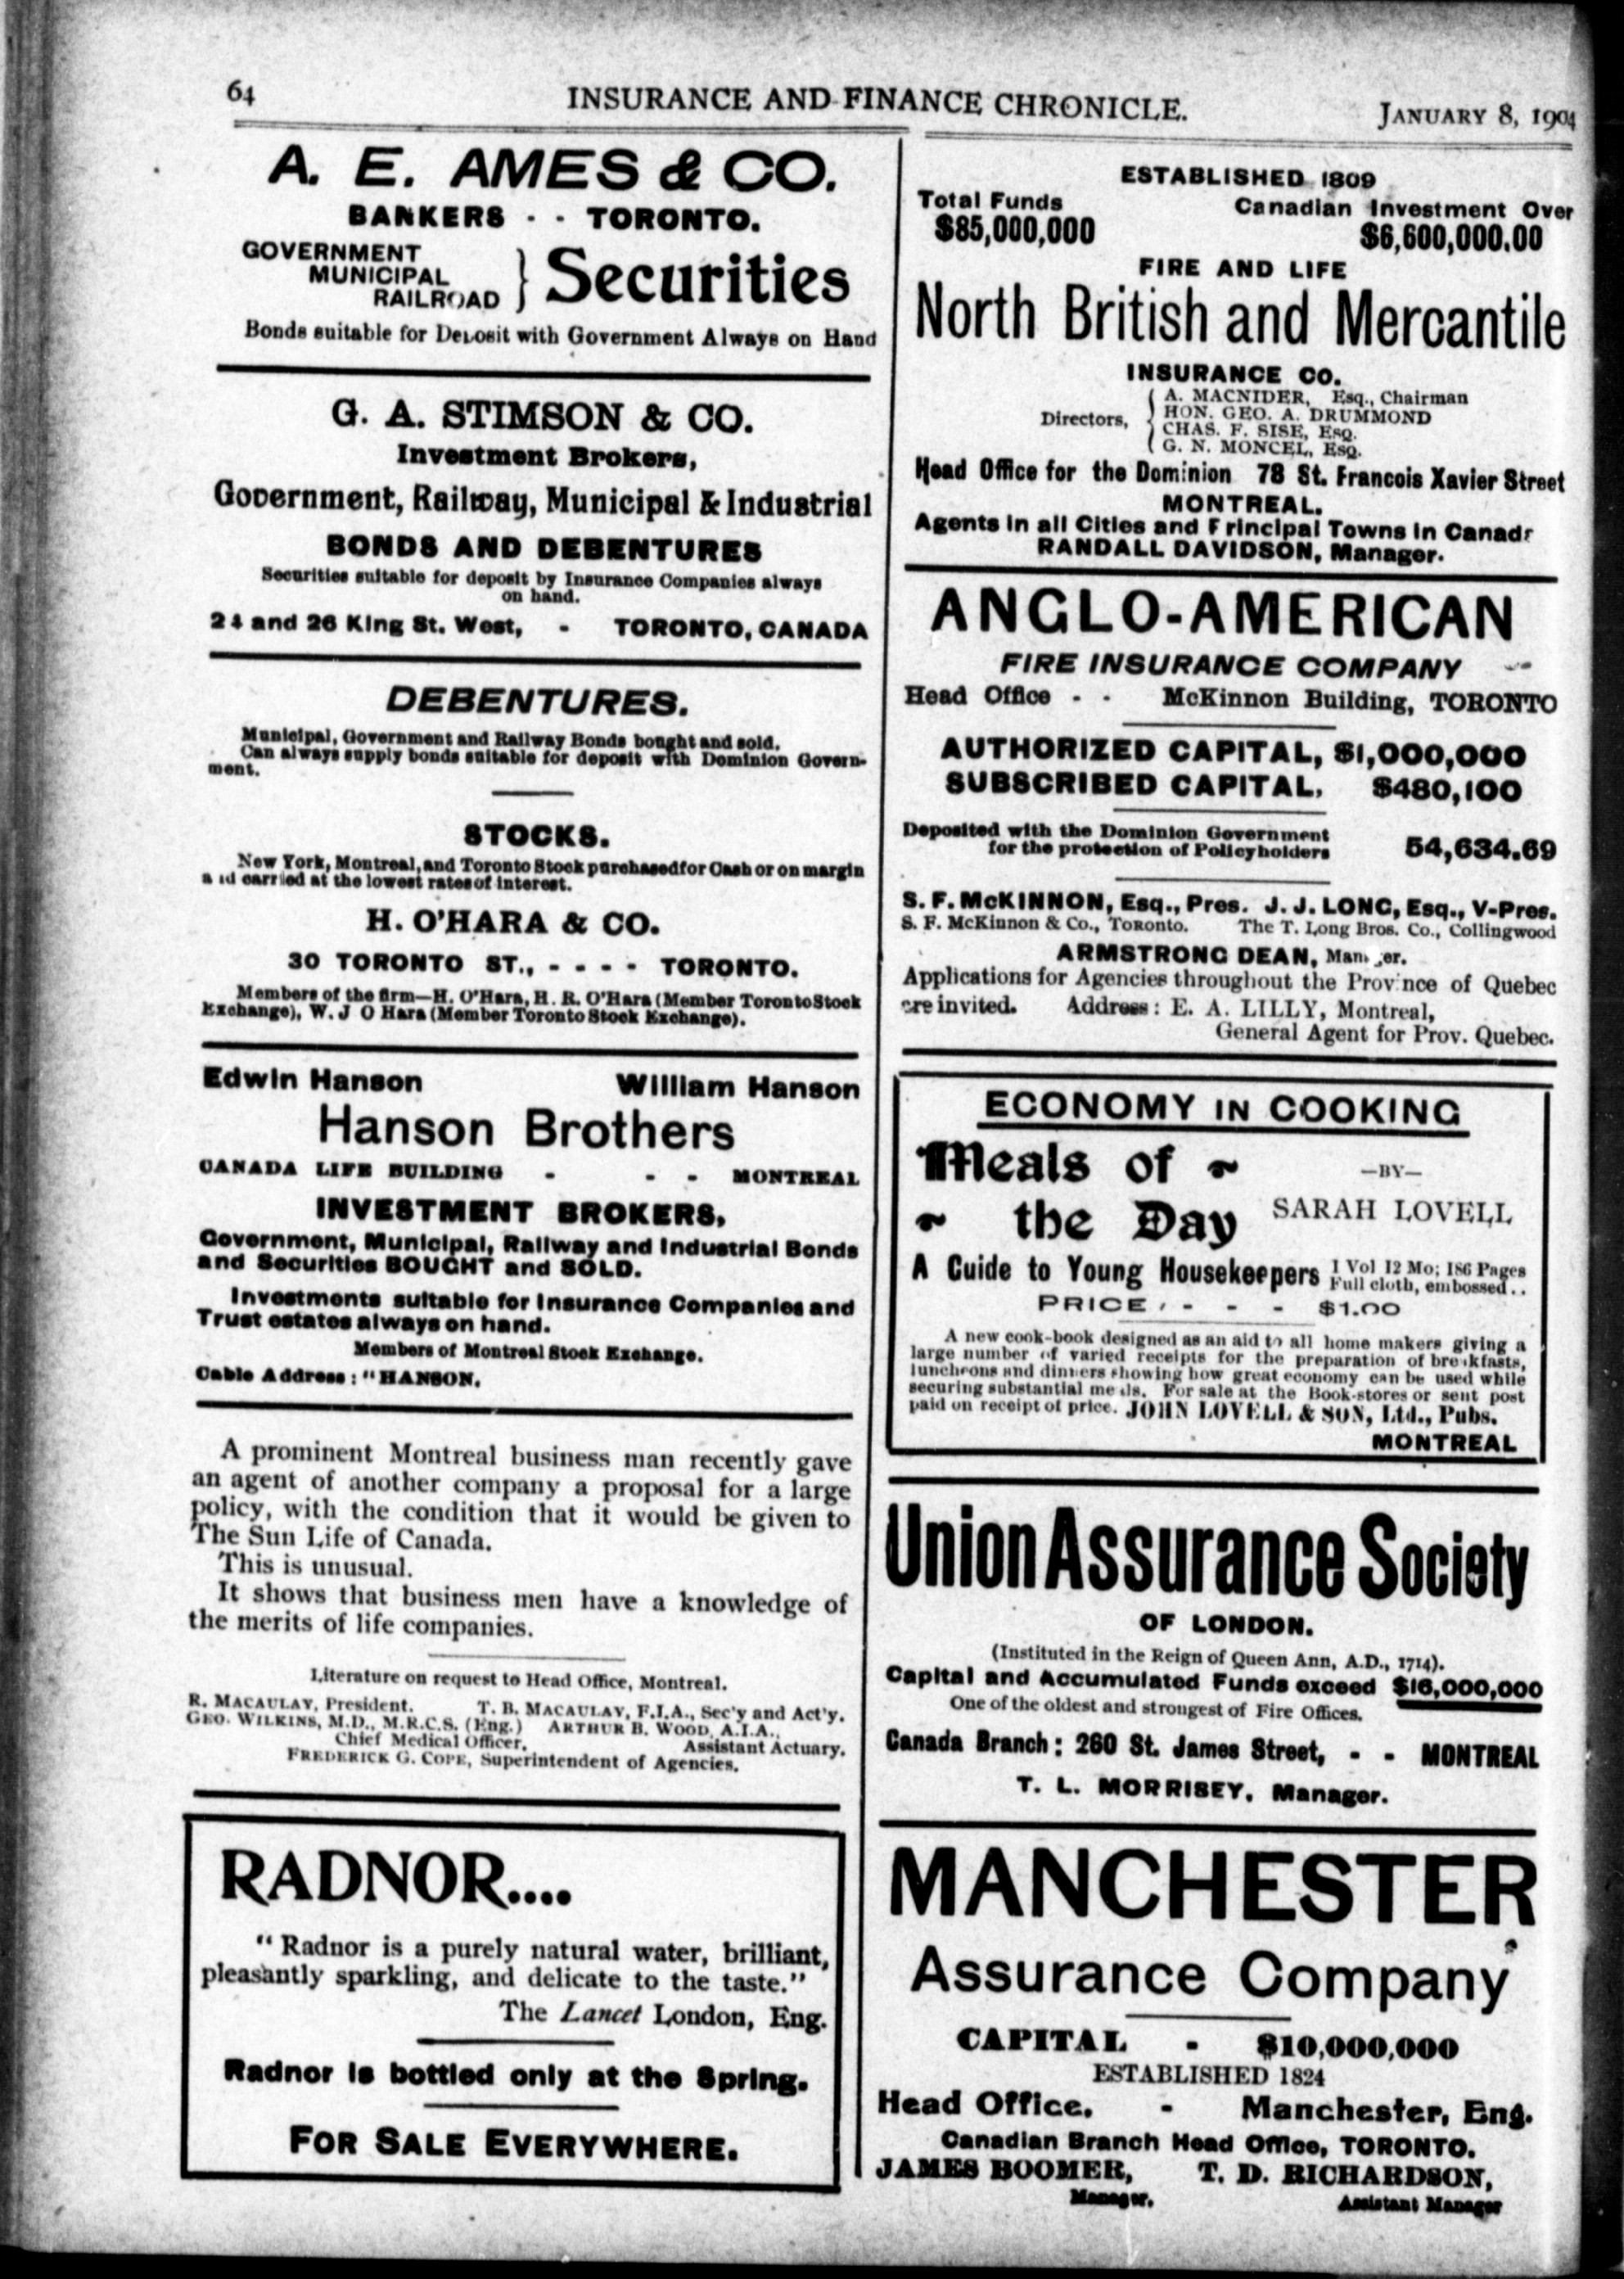 64
INSURANCE AND FINANCE CHRONICLE.
JANUARY 8, 1904
A. E. AMES & CO.
BANKERS - - TORONTO.
GOVERNMENT
MUNICIPAL
RAILROAD } Securities
Bonds suitable for Deposit with Government Always on Hand
G. A. STIMSON & CO.
Investment Brokers,
Government, Railway, Municipal & Industrial
BONDS AND DEBENTURES
Securities suitable for deposit by Insurance Companies always
on hand.
24 and 26 King St. West, - TORONTO, CANADA
DEBENTURES.
Municipal, Government and Railway Bonds bought and sold.
Can always supply bonds suitable for deposit with Dominion Govern-
ment.
STOCKS.
New York, Montreal, and Toronto Stock purchased for Cash or on margin
and carried at the lowest rates of interest.
H. O'HARA & CO.
30 TORONTO ST., - - - - TORONTO.
Members of the firm—H. O'Hara, H. R. O'Hara (Member Toronto Stock
Exchange), W. J O Hara (Member Toronto Stock Exchange).
Edwin Hanson William Hanson
Hanson Brothers
CANADA LIFE BUILDING - - - MONTREAL
INVESTMENT BROKERS,
Government, Municipal, Railway and Industrial Bonds
and Securities BOUGHT and SOLD.
Investments suitable for Insurance Companies and
Trust estates always on hand.
Members of Montreal Stock Exchange.
Cable Address : "HANSON.
A prominent Montreal business man recently gave
an agent of another company a proposal for a large
policy, with the condition that it would be given to
The Sun Life of Canada.
This is unusual.
It shows that business men have a knowledge of
the merits of life companies.
Literature on request to Head Office, Montreal.
R. MACAULAY, President. T. B. MACAULAY, F.I.A., Sec'y and Act'y.
GEO. WILKINS, M.D., M.R.C.S. (Eng.) ARTHUR B. WOOD, A.I.A.,
Chief Medical Officer. Assistant Actuary.
FREDERICK G. COPE, Superintendent of Agencies.
RADNOR....
"Radnor is a purely natural water, brilliant,
pleasantly sparkling, and delicate to the taste."
The Lancet London, Eng.
Radnor is bottled only at the Spring.
FOR SALE EVERYWHERE.
ESTABLISHED 1809
Total Funds Canadian Investment Over
$85,000,000 $6,600,000.00
FIRE AND LIFE
North British and Mercantile
INSURANCE CO.
Directors, { A. MACNIDER, Esq., Chairman
HON. GEO. A. DRUMMOND
CHAS. F. SISE, ESQ.
G. N. MONCEL, ESQ.
Head Office for the Dominion 78 St. Francois Xavier Street
MONTREAL.
Agents in all Cities and Principal Towns in Canada
RANDALL DAVIDSON, Manager.
ANGLO-AMERICAN
FIRE INSURANCE COMPANY
Head Office - - McKinnon Building, TORONTO
AUTHORIZED CAPITAL, $1,000,000
SUBSCRIBED CAPITAL, $480,100
Deposited with the Dominion Government
for the protection of Policyholders 54,634.69
S. F. McKINNON, Esq., Pres. J. J. LONG, Esq., V-Pres.
S. F. McKinnon & Co., Toronto. The T. Long Bros. Co., Collingwood
ARMSTRONG DEAN, Manager.
Applications for Agencies throughout the Province of Quebec
are invited. Address : E. A. LILLY, Montreal,
General Agent for Prov. Quebec.
ECONOMY IN COOKING
Meals of
the Day
—BY—
SARAH LOVELL
A Guide to Young Housekeepers 1 Vol 12 Mo; 186 Pages
Full cloth, embossed..
PRICE, - - - $1.00
A new cook-book designed as an aid to all home makers giving a
large number of varied receipts for the preparation of breakfasts,
luncheons and dinners showing how great economy can be used while
securing substantial meals. For sale at the Book-stores or sent post
paid on receipt of price. JOHN LOVELL & SON, Ltd., Pubs.
MONTREAL
Union Assurance Society
OF LONDON.
(Instituted in the Reign of Queen Ann, A.D., 1714).
Capital and Accumulated Funds exceed $16,000,000
One of the oldest and strongest of Fire Offices.
Canada Branch : 260 St. James Street, - - MONTREAL
T. L. MORRISEY, Manager.
MANCHESTER
Assurance Company
CAPITAL - $10,000,000
ESTABLISHED 1824
Head Office. - Manchester, Eng.
Canadian Branch Head Office, TORONTO.
JAMES BOOMER, T. D. RICHARDSON,
Manager. Assistant Manager